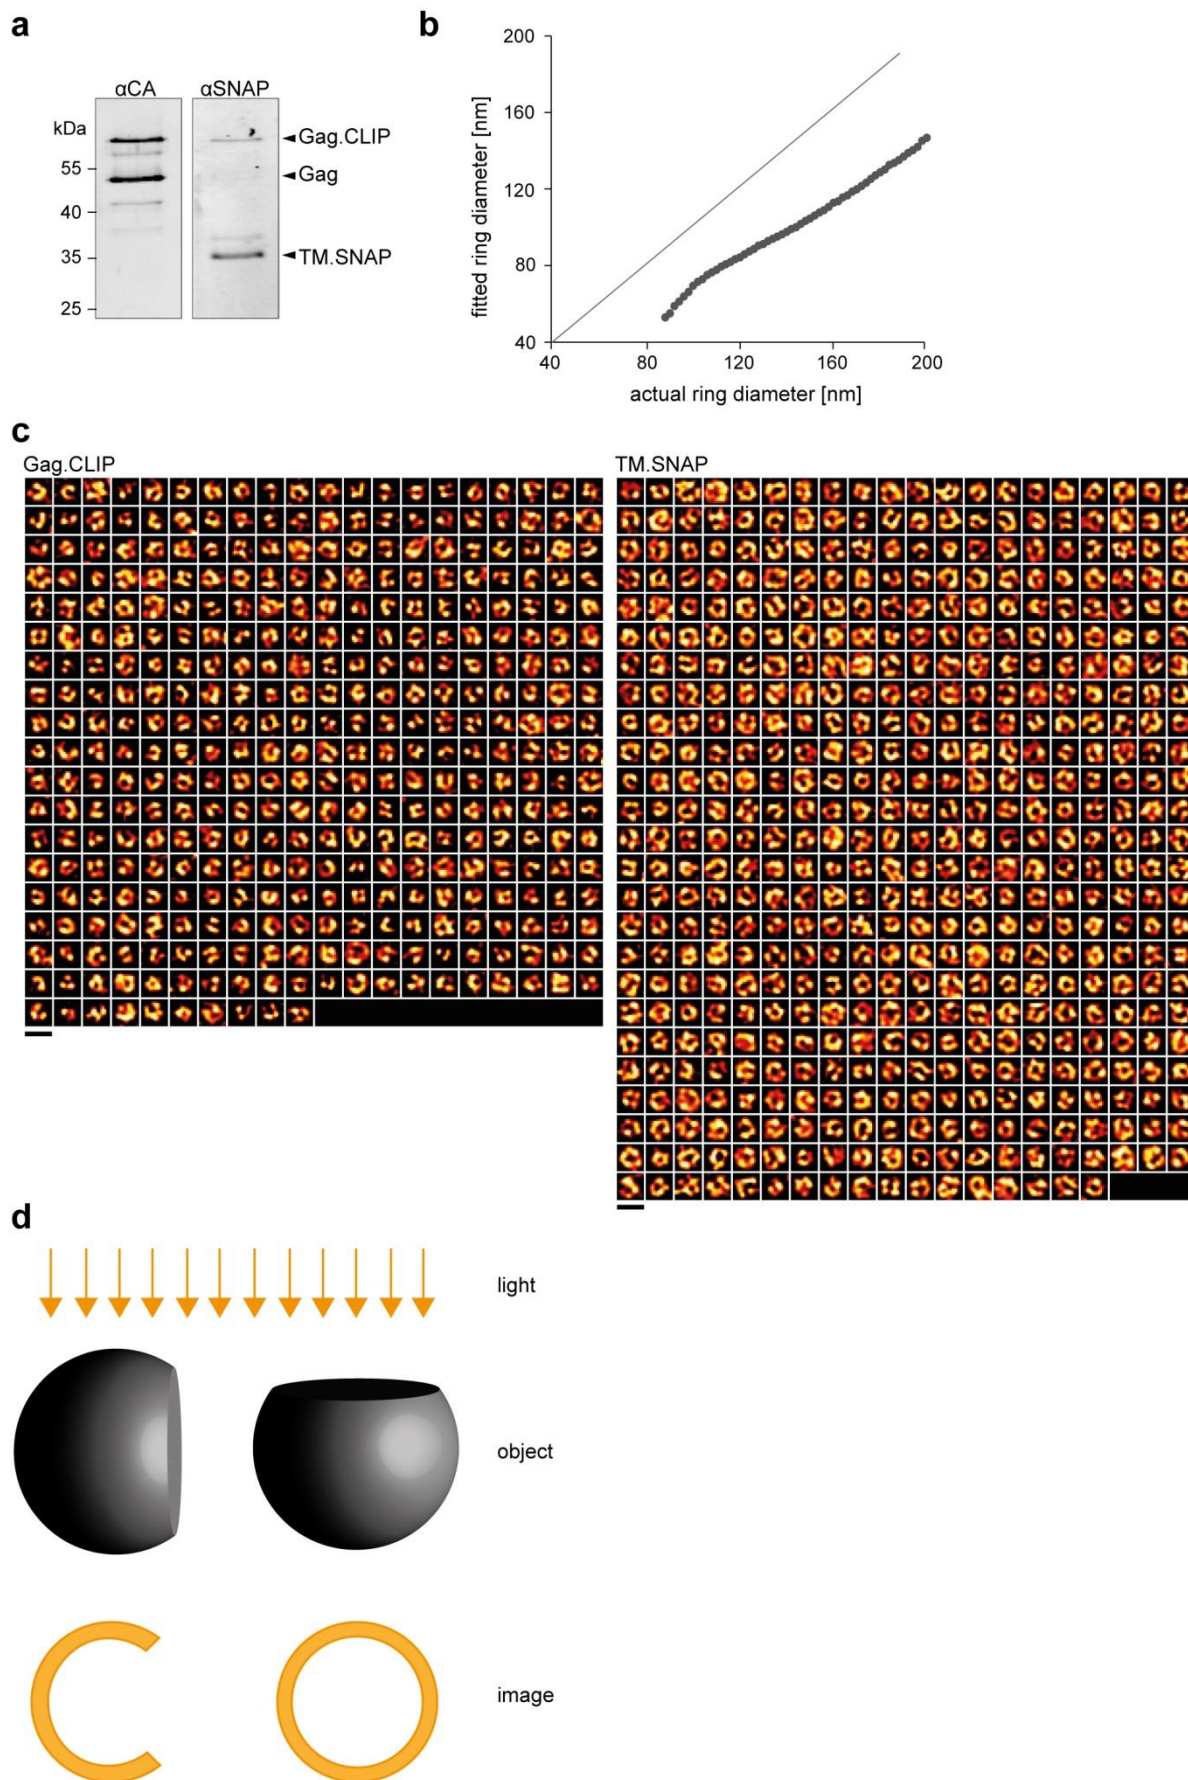 a
αCA αSNAP
kDa
Gag.CLIP
55
Gag
40
35
TM.SNAP
25
b
200
160
120
80
40
fitted ring diameter [nm]
40 80 120 160 200
actual ring diameter [nm]
c
Gag.CLIP TM.SNAP
d
light
object
image